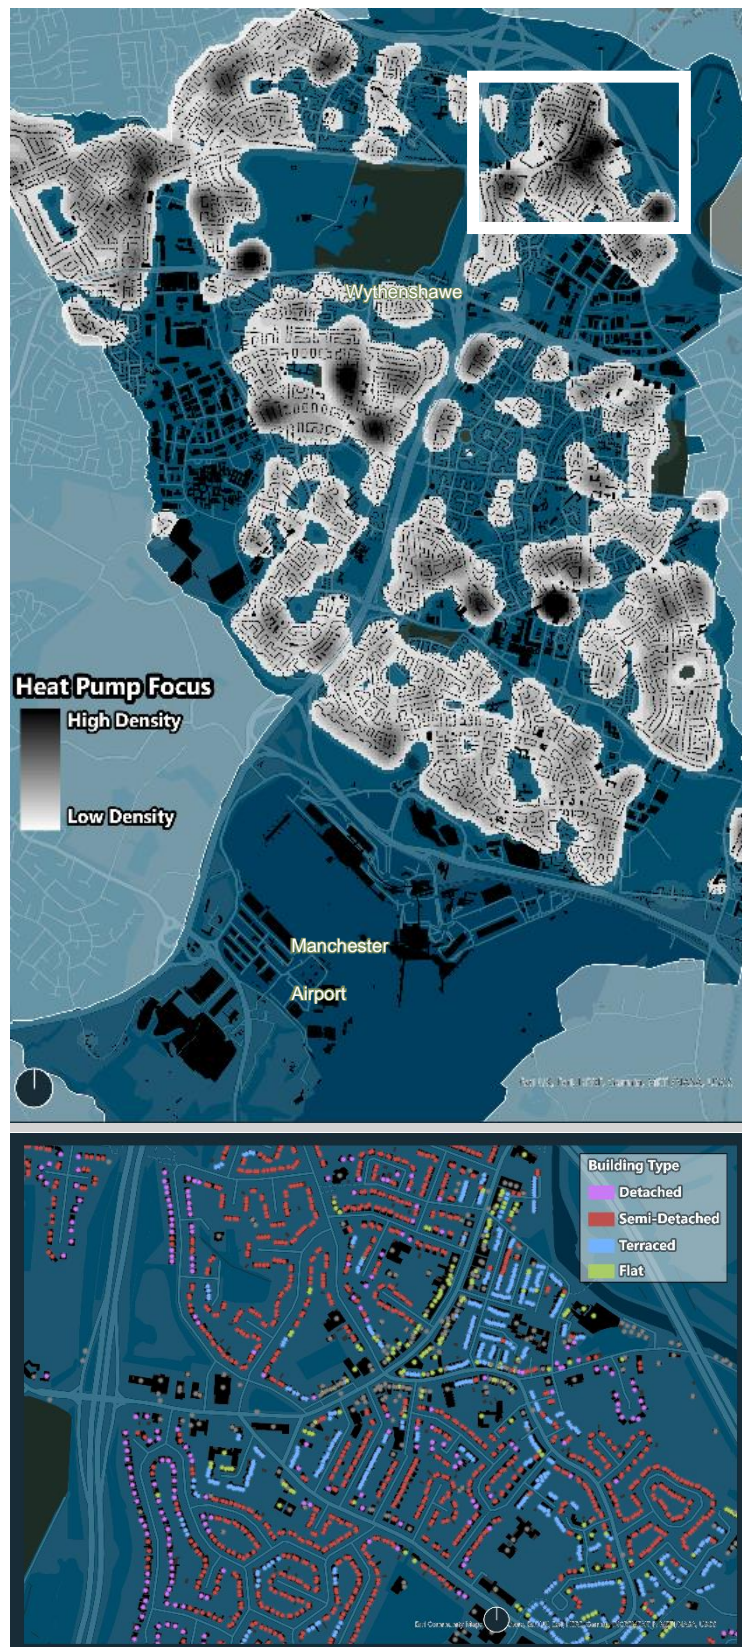 Wythenshawe
Heat Pump Focus
High Density
Low Density
Manchester
Airport
Building Type
Detached
Semi-Detached
Terraced
Flat